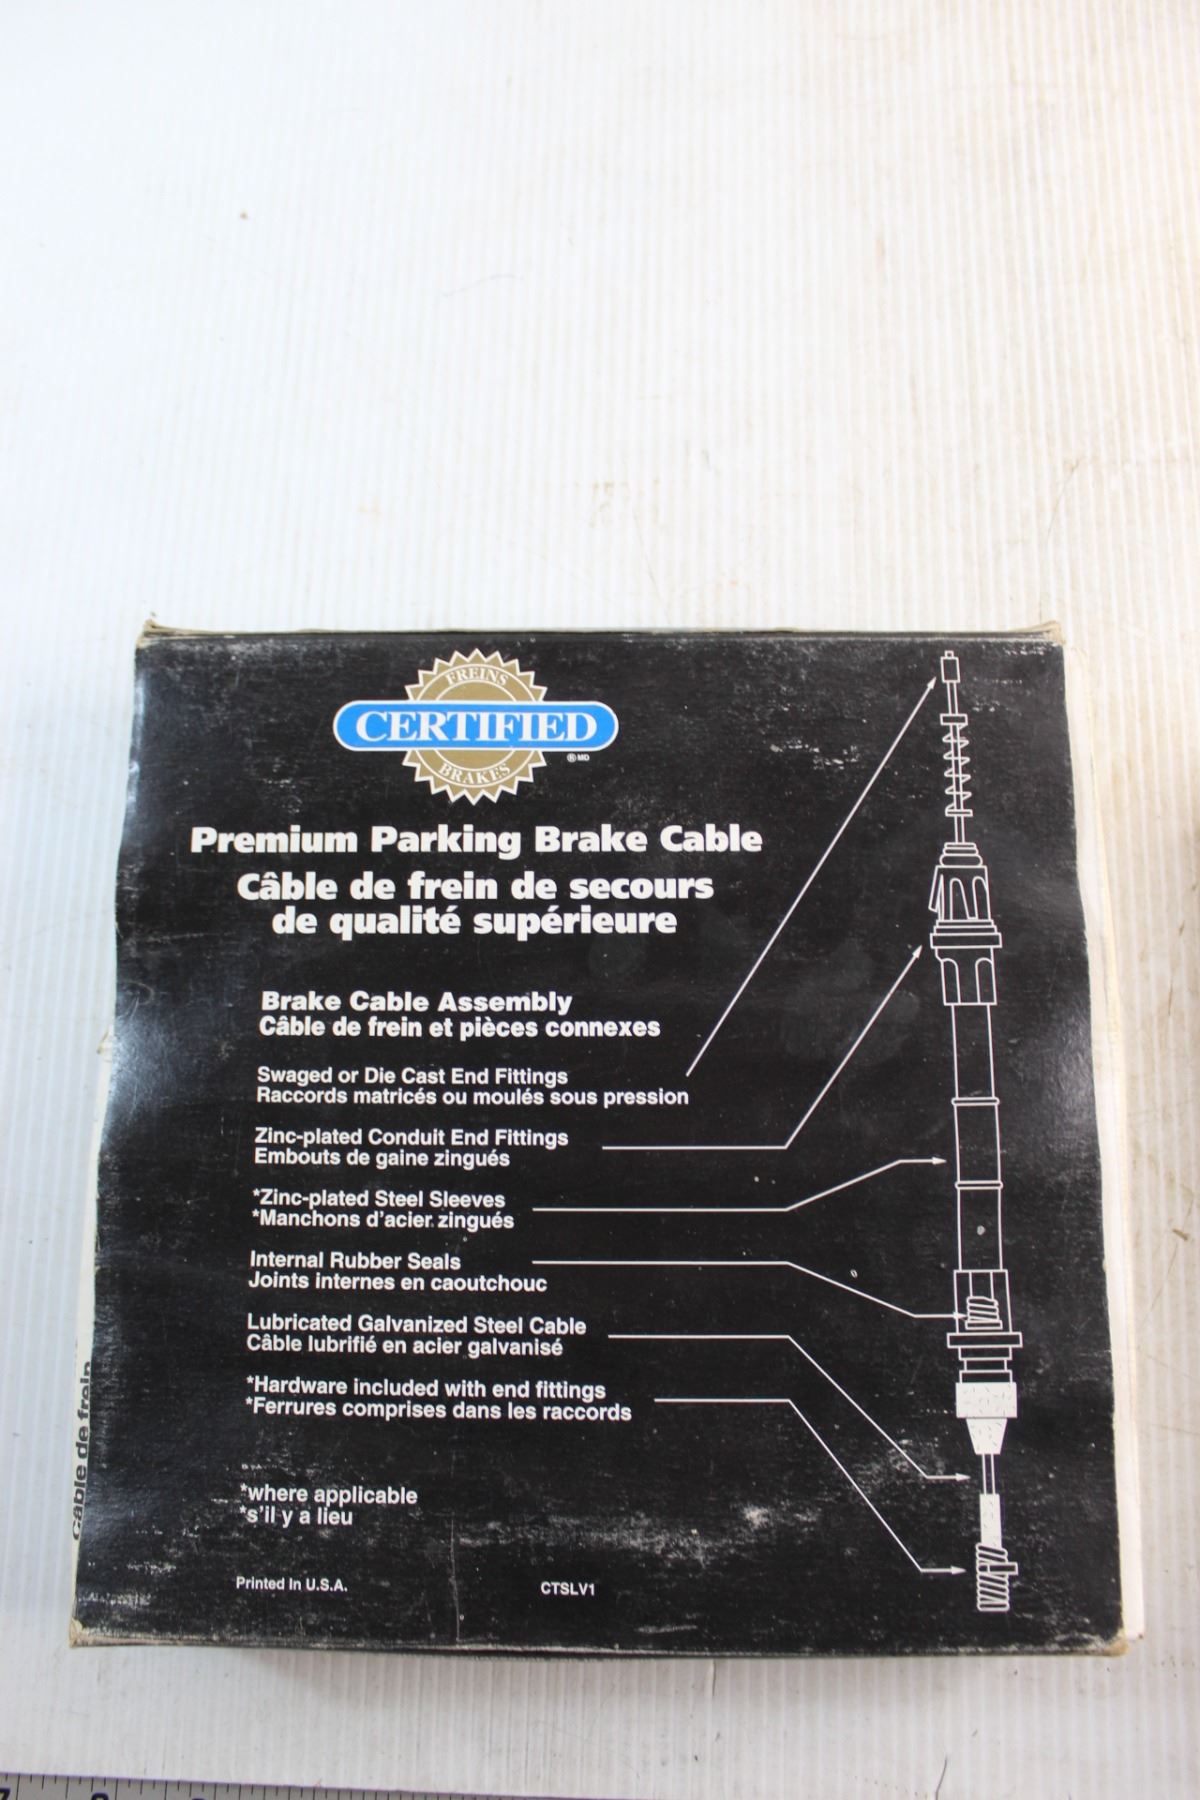 FREINS
CERTIFIED
® MD
BRAKES
Premium Parking Brake Cable
Câble de frein de secours
de qualité supérieure
Brake Cable Assembly
Câble de frein et pièces connexes
Swaged or Die Cast End Fittings
Raccords matricés ou moulés sous pression
Zinc-plated Conduit End Fittings
Embouts de gaine zingués
*Zinc-plated Steel Sleeves
*Manchons d'acier zingués
Internal Rubber Seals
Joints internes en caoutchouc
Lubricated Galvanized Steel Cable
Câble lubrifié en acier galvanisé
*Hardware included with end fittings
*Ferrures comprises dans les raccords
*where applicable
*s'il y a lieu
Printed In U.S.A.
CTSLV1
Câble de frein